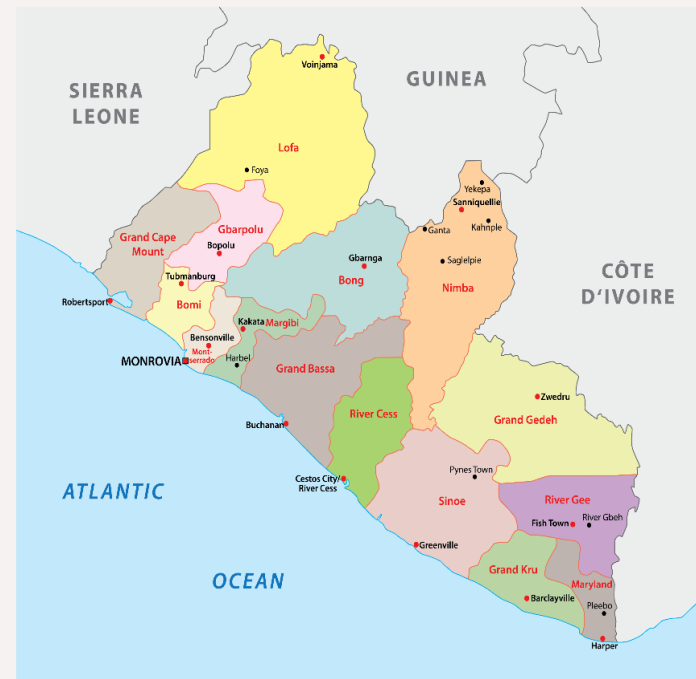 SIERRA
LEONE
GUINEA
Voinjama
Lofa
Foya
Yekepa
Sanniquellie
Kahnple
Ganta
Saglelpie
Nimba
Gbarpolu
Bopolu
Grand Cape
Mount
Gbarnga
Bong
CÔTE
D'IVOIRE
Tubmanburg
Bomi
Robertsport
Kakata
Margibi
Bensonville
Mont-
serrado
MONROVIA
Harbel
Grand Bassa
River Cess
Buchanan
Zwedru
Grand Gedeh
Pynes Town
Cestos City/
River Cess
Sinoe
River Gee
Fish Town
River Gbeh
ATLANTIC
Greenville
Grand Kru
Barclayville
Maryland
Pleebo
Harper
OCEAN